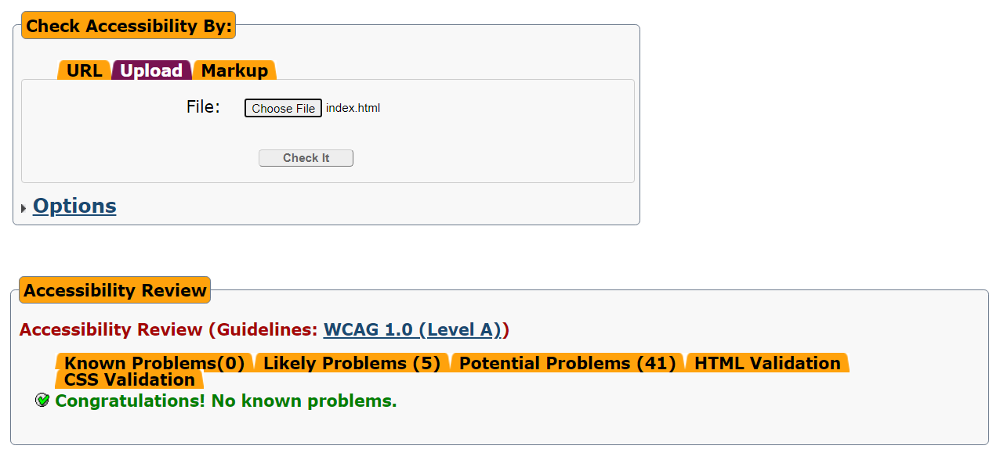 Check Accessibility By:
URL Upload Markup
File: Choose File index.html
Check It
Options
Accessibility Review
Accessibility Review (Guidelines: WCAG 1.0 (Level A))
Known Problems(0) Likely Problems (5) Potential Problems (41) HTML Validation
CSS Validation
Congratulations! No known problems.